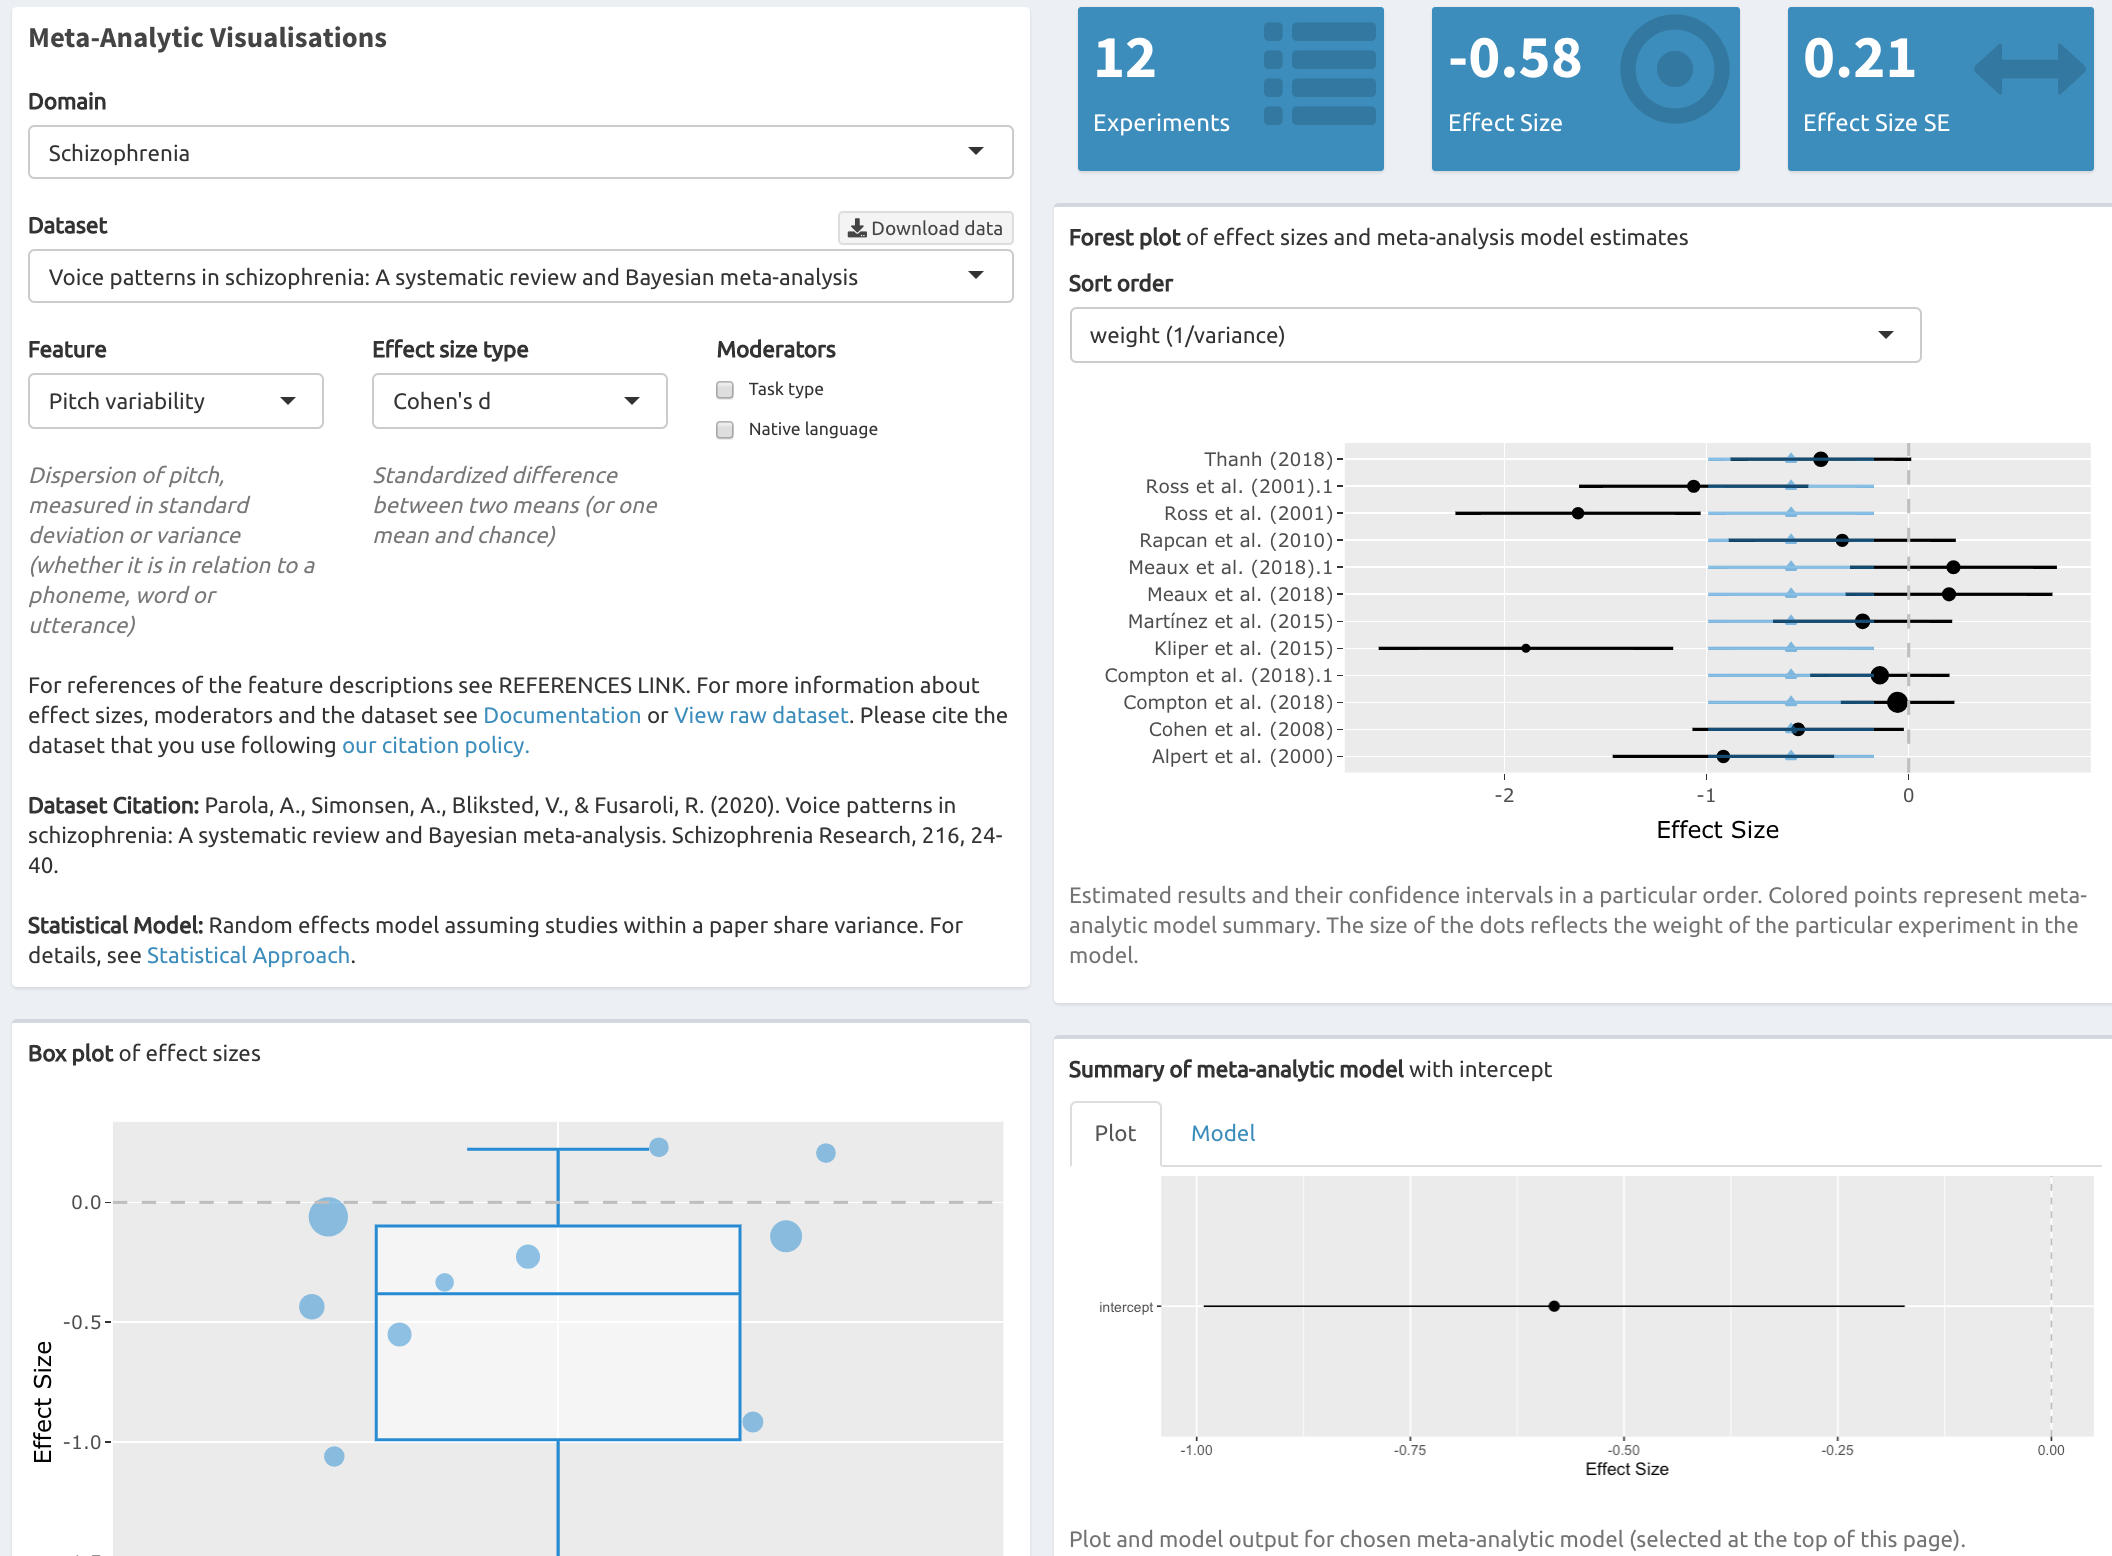 Meta-Analytic Visualisations
Domain
Schizophrenia
Dataset
Download data
Voice patterns in schizophrenia: A systematic review and Bayesian meta-analysis
Feature
Effect size type
Moderators
Pitch variability
Cohen's d
Task type
Native language
Dispersion of pitch,
measured in standard
deviation or variance
(whether it is in relation to a
phoneme, word or
utterance)
Standardized difference
between two means (or one
mean and chance)
For references of the feature descriptions see REFERENCES LINK. For more information about
effect sizes, moderators and the dataset see Documentation or View raw dataset. Please cite the
dataset that you use following our citation policy.
Dataset Citation: Parola, A., Simonsen, A., Bliksted, V., & Fusaroli, R. (2020). Voice patterns in
schizophrenia: A systematic review and Bayesian meta-analysis. Schizophrenia Research, 216, 24-
40.
Statistical Model: Random effects model assuming studies within a paper share variance. For
details, see Statistical Approach.
Box plot of effect sizes
0.0
-0.5
-1.0
Effect Size
12
Experiments
-0.58
Effect Size
0.21
Effect Size SE
Forest plot of effect sizes and meta-analysis model estimates
Sort order
weight (1/variance)
Thanh (2018)
Ross et al. (2001).1
Ross et al. (2001)
Rapcan et al. (2010)
Meaux et al. (2018).1
Meaux et al. (2018)
Martínez et al. (2015)
Kliper et al. (2015)
Compton et al. (2018).1
Compton et al. (2018)
Cohen et al. (2008)
Alpert et al. (2000)
-2 -1 0
Effect Size
Estimated results and their confidence intervals in a particular order. Colored points represent meta-
analytic model summary. The size of the dots reflects the weight of the particular experiment in the
model.
Summary of meta-analytic model with intercept
Plot Model
intercept
-1.00 -0.75 -0.50 -0.25 0.00
Effect Size
Plot and model output for chosen meta-analytic model (selected at the top of this page).